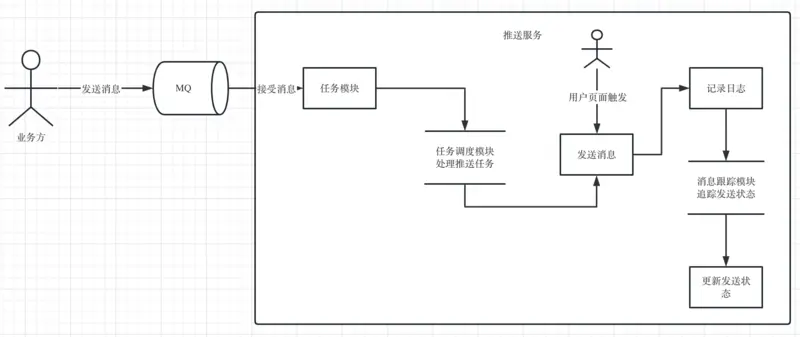 推送服务
业务方
发送消息
MQ
接受消息
任务模块
任务调度模块
处理推送任务
用户页面触发
发送消息
记录日志
消息跟踪模块
追踪发送状态
更新发送状
态